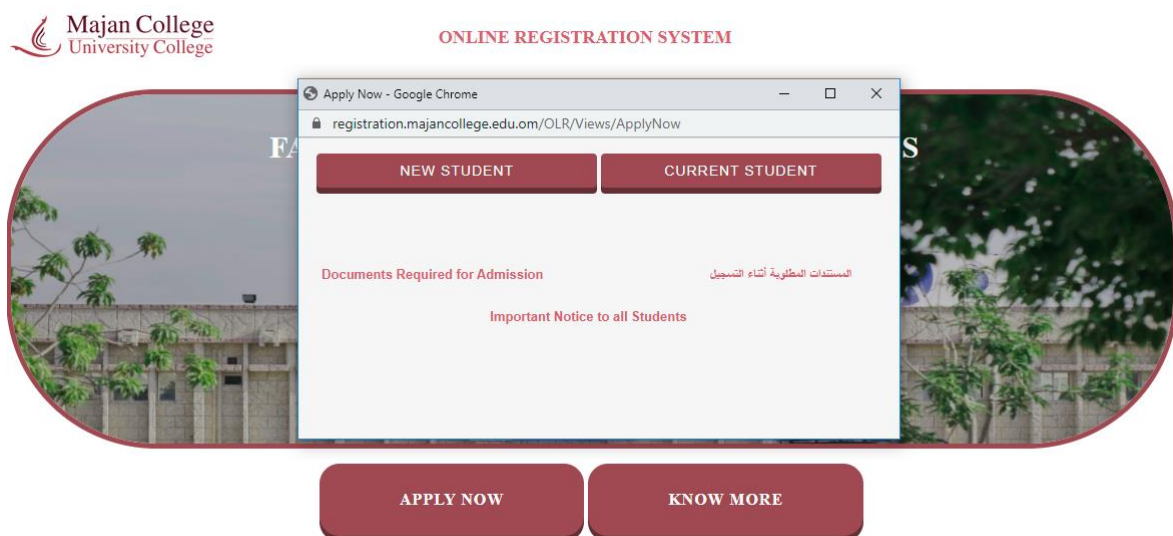 Majan College
University College
ONLINE REGISTRATION SYSTEM
Apply Now - Google Chrome
registration.majancollege.edu.om/OLR/Views/ApplyNow
NEW STUDENT
CURRENT STUDENT
Documents Required for Admission
المستندات المطلوبة أثناء التسجيل
Important Notice to all Students
APPLY NOW
KNOW MORE